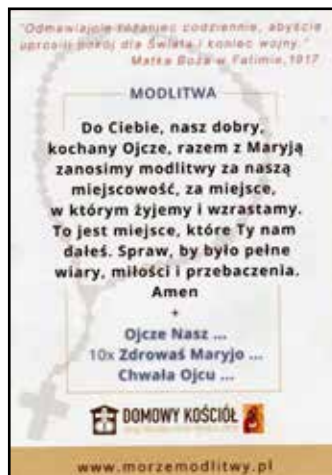 "Odmawiajcie różaniec codziennie, abyście
uprosili pokój dla Świata i koniec wojny."
Matka Boża w Fatimie, 1917
MODLITWA
Do Ciebie, nasz dobry,
kochany Ojcze, razem z Maryją
zanosimy modlitwy za naszą
miejscowość, za miejsce,
w którym żyjemy i wzrastamy.
To jest miejsce, które Ty nam
dałeś. Spraw, by było pełne
wiary, miłości i przebaczenia.
Amen
+
Ojcze Nasz ...
10x Zdrowaś Maryjo ...
Chwała Ojcu ...
DOMOWY KOŚCIÓŁ
www.morzemodlitwy.pl